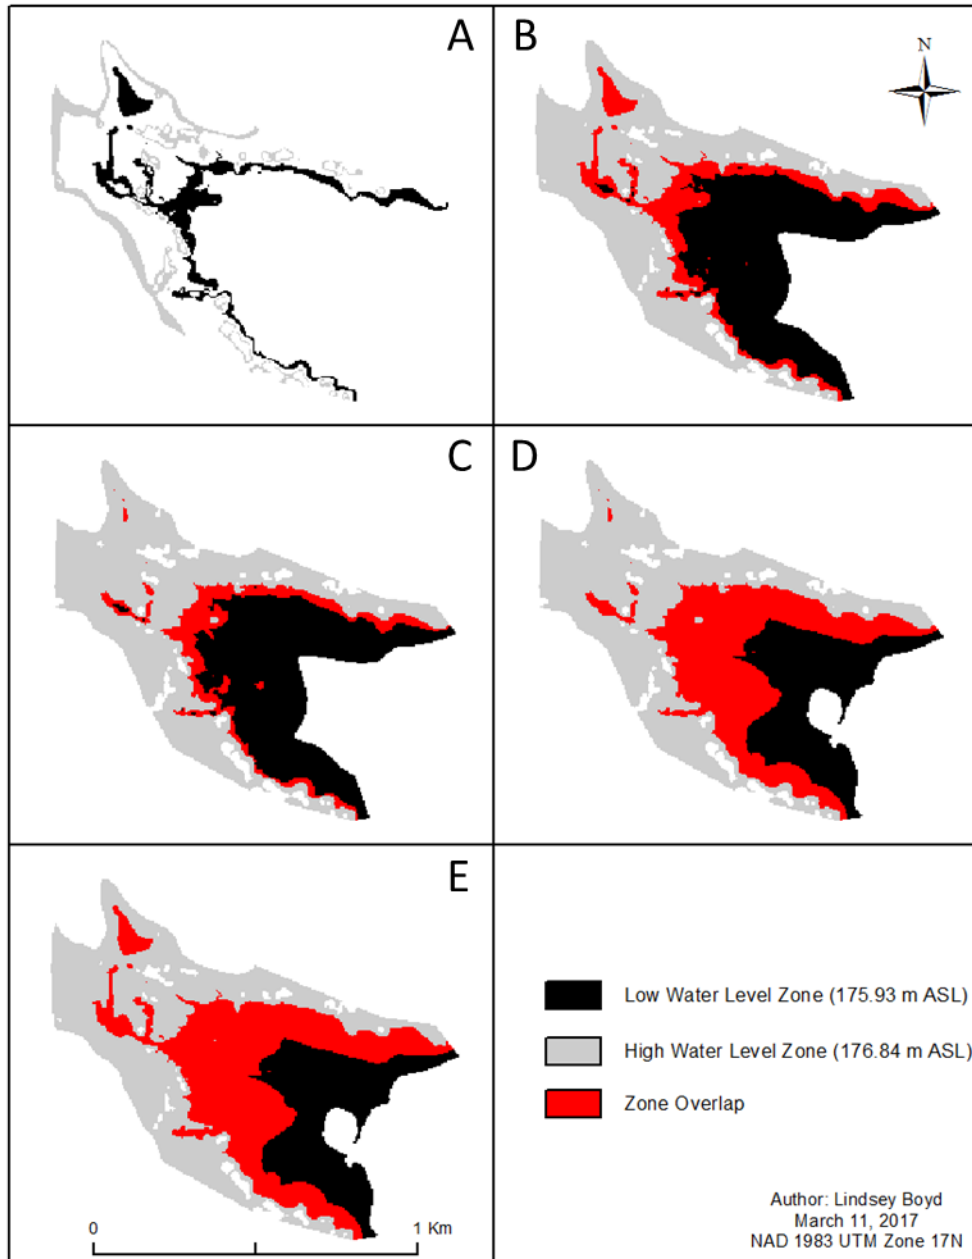 A
B
N
C
D
E
Low Water Level Zone (175.93 m ASL)
High Water Level Zone (176.84 m ASL)
Zone Overlap
0
1 Km
Author: Lindsey Boyd
March 11, 2017
NAD 1983 UTM Zone 17N